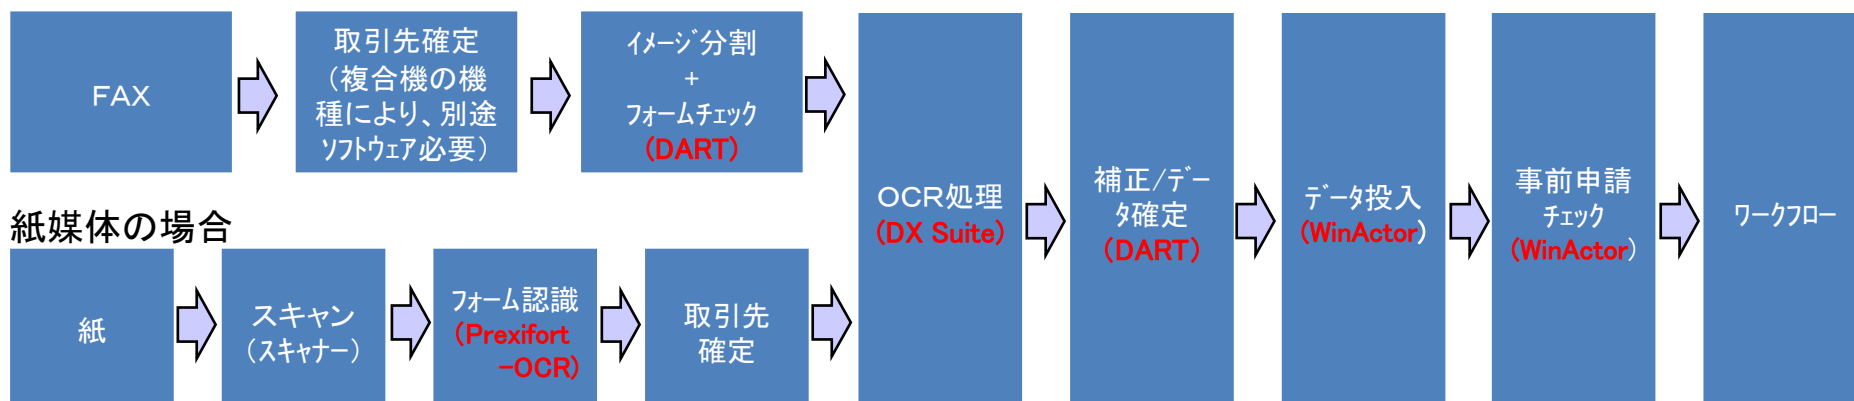 FAX
取引先確定
（複合機の機
種により、別途
ソフトウェア必要）
イメージ分割
+
フォームチェック
(DART)
紙媒体の場合
紙
スキャン
（スキャナー）
フォーム認識
(Prexifort
-OCR)
取引先
確定
OCR処理
(DX Suite)
補正/デー
タ確定
(DART)
データ投入
(WinActor)
事前申請
チェック
(WinActor)
ワークフロー